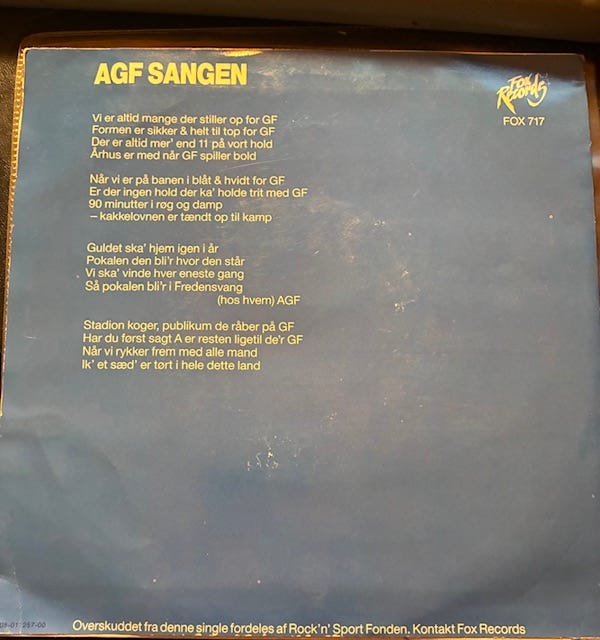 AGF SANGEN
Fox
Records
FOX 717
Vi er altid mange der stiller op for GF
Formen er sikker & helt til top for GF
Der er altid mer' end 11 på vort hold
Århus er med når GF spiller bold
Når vi er på banen i blåt & hvidt for GF
Er der ingen hold der ka' holde trit med GF
90 minutter i røg og damp
– kakkelovnen er tændt op til kamp
Guldet ska' hjem igen i år
Pokalen den bli'r hvor den står
Vi ska' vinde hver eneste gang
Så pokalen bli'r i Fredensvang
(hos hvem) AGF
Stadion koger, publikum de råber på GF
Har du først sagt A er resten ligetil de'r GF
Når vi rykker frem med alle mand
Ik' et sæd' er tørt i hele dette land
257-00
Overskuddet fra denne single fordeles af Rock'n' Sport Fonden. Kontakt Fox Records